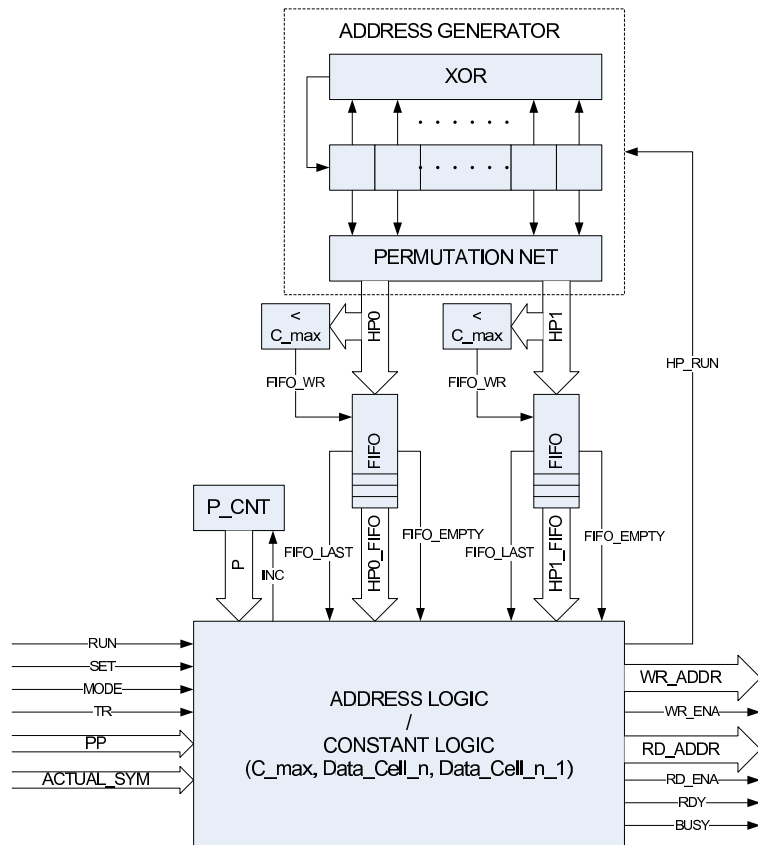 ADDRESS GENERATOR
XOR
PERMUTATION NET
<
C_max
HP0
<
C_max
HP1
HP_RUN
FIFO_WR
FIFO_WR
FIFO
FIFO
P_CNT
P
INC
FIFO_LAST
HP0_FIFO
FIFO_EMPTY
FIFO_LAST
HP1_FIFO
FIFO_EMPTY
RUN
SET
MODE
TR
PP
ACTUAL_SYM
ADDRESS LOGIC
/
CONSTANT LOGIC
(C_max, Data_Cell_n, Data_Cell_n_1)
WR_ADDR
WR_ENA
RD_ADDR
RD_ENA
RDY
BUSY